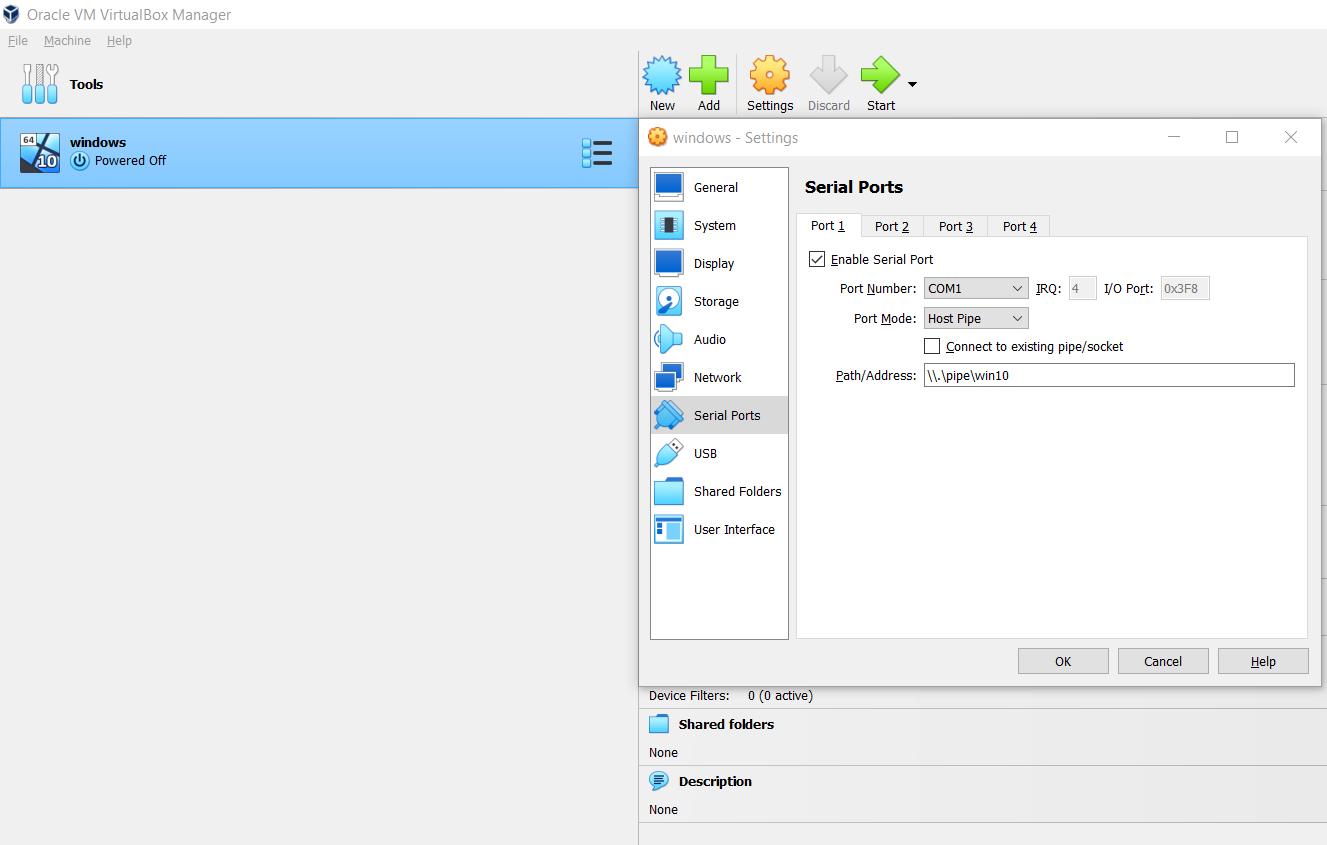 Oracle VM VirtualBox Manager
File Machine Help
Tools
New Add Settings Discard Start
64
10
windows
Powered Off
windows - Settings
General
System
Display
Storage
Audio
Network
Serial Ports
USB
Shared Folders
User Interface
Serial Ports
Port 1 Port 2 Port 3 Port 4
Enable Serial Port
Port Number: COM1 IRQ: 4 I/O Port: 0x3F8
Port Mode: Host Pipe
Connect to existing pipe/socket
Path/Address: \\.\pipe\win10
OK Cancel Help
Device Filters: 0 (0 active)
Shared folders
None
Description
None